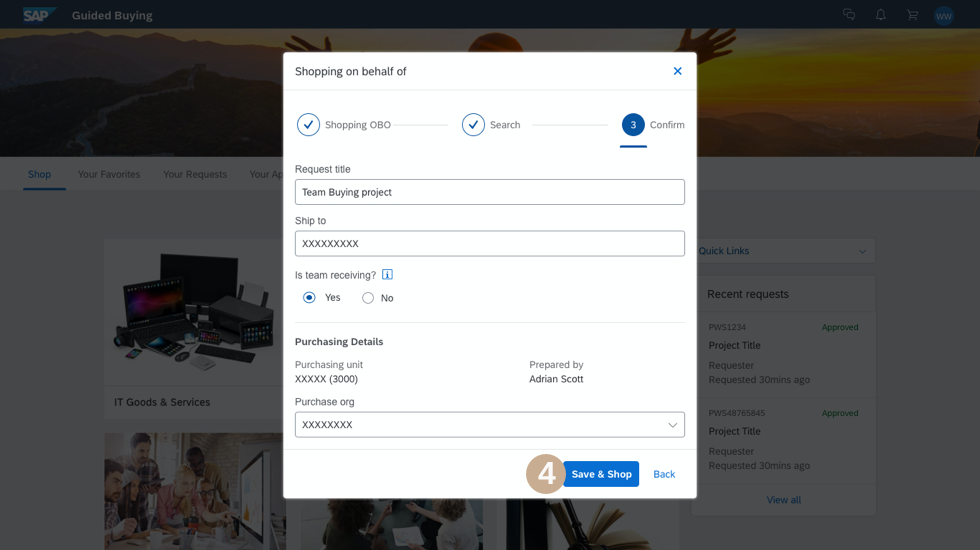 SAP Guided Buying
WW
Shopping on behalf of
Shopping OBO
Search
3 Confirm
Request title
Team Buying project
Ship to
XXXXXXXXX
Is team receiving?
Yes
No
Purchasing Details
Purchasing unit
XXXXX (3000)
Prepared by
Adrian Scott
Purchase org
XXXXXXXX
4
Save & Shop
Back
Shop
Your Favorites
Your Requests
Your Ap
IT Goods & Services
Quick Links
Recent requests
PWS1234 Approved
Project Title
Requester
Requested 30mins ago
PWS48765845 Approved
Project Title
Requester
Requested 30mins ago
View all